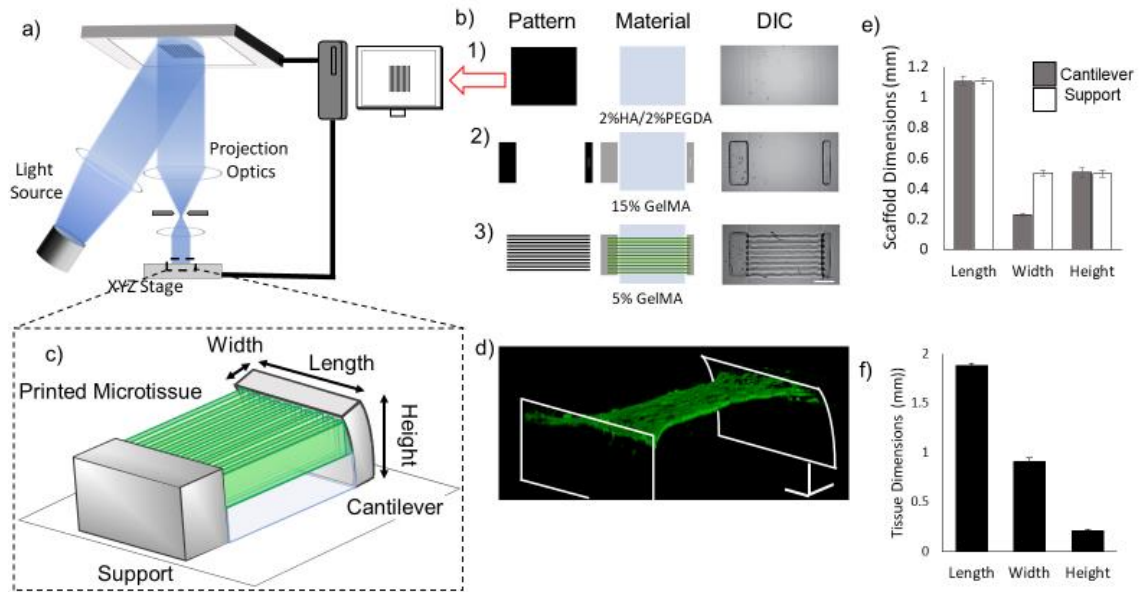 a)
Light
Source
Projection
Optics
XYZ Stage
b)
Pattern
Material
DIC
1)
2%HA/2%PEGDA
2)
15% GelMA
3)
5% GelMA
c)
Width
Length
Printed Microtissue
Height
Cantilever
Support
d)
e)
Scaffold Dimensions (mm)
1.2
1
0.8
0.6
0.4
0.2
0
Cantilever
Support
Length
Width
Height
f)
Tissue Dimensions (mm))
2
1.5
1
0.5
0
Length
Width
Height